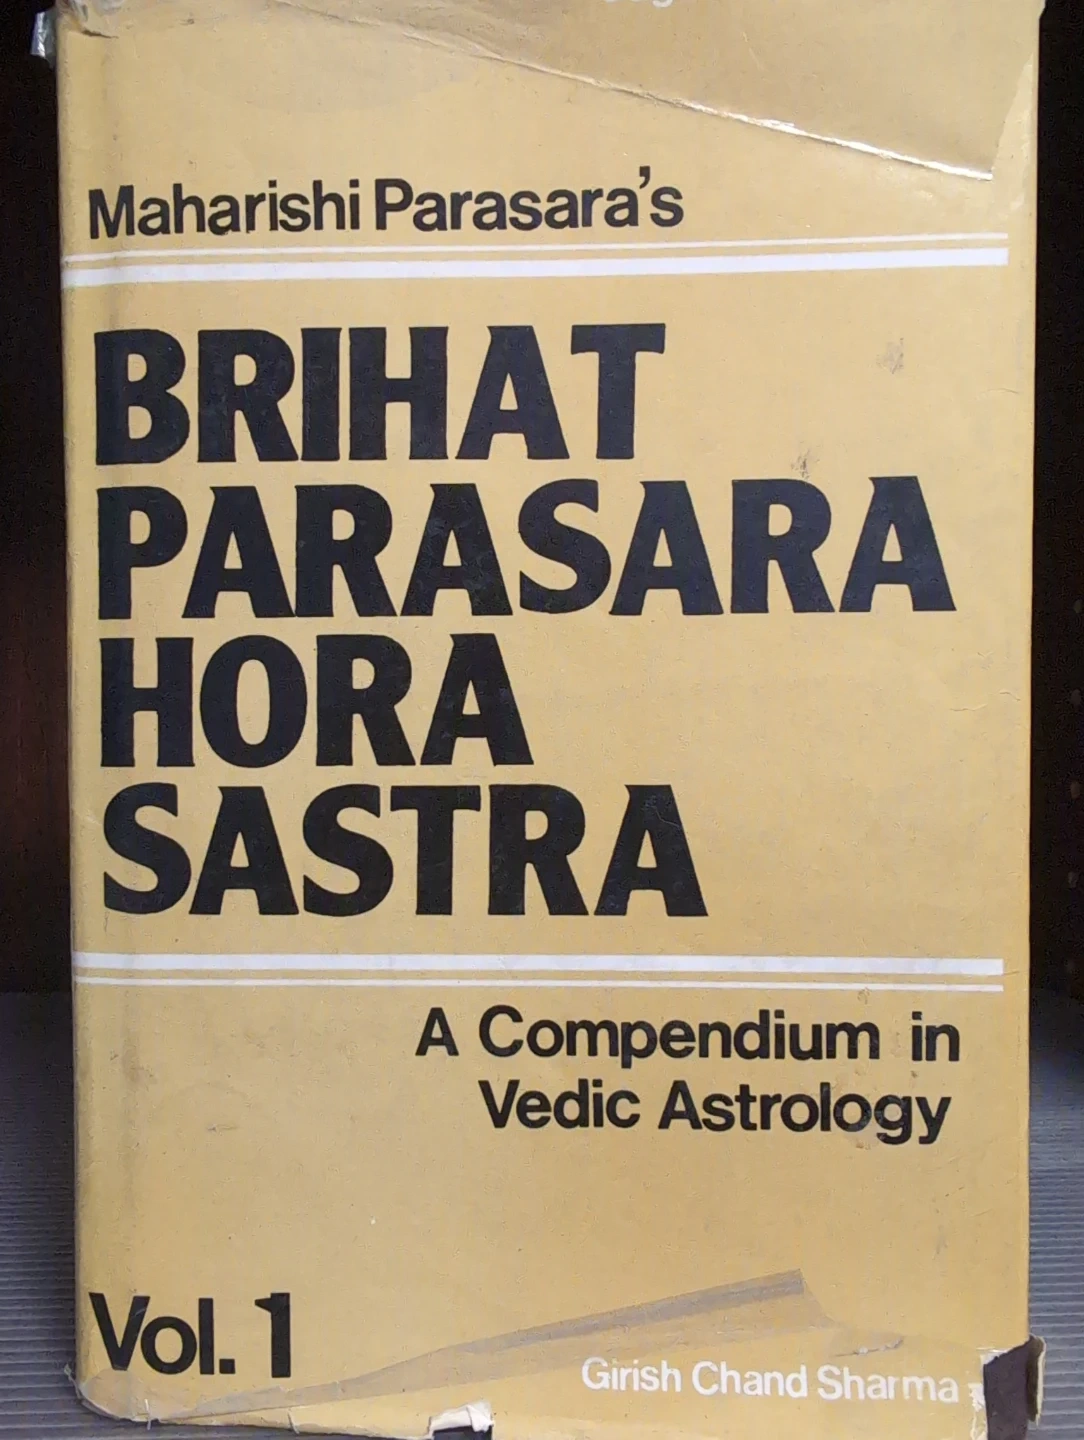 Maharishi Parasara's
BRIHAT
PARASARA
HORA
SASTRA
A Compendium in
Vedic Astrology
Vol. 1
Girish Chand Sharma